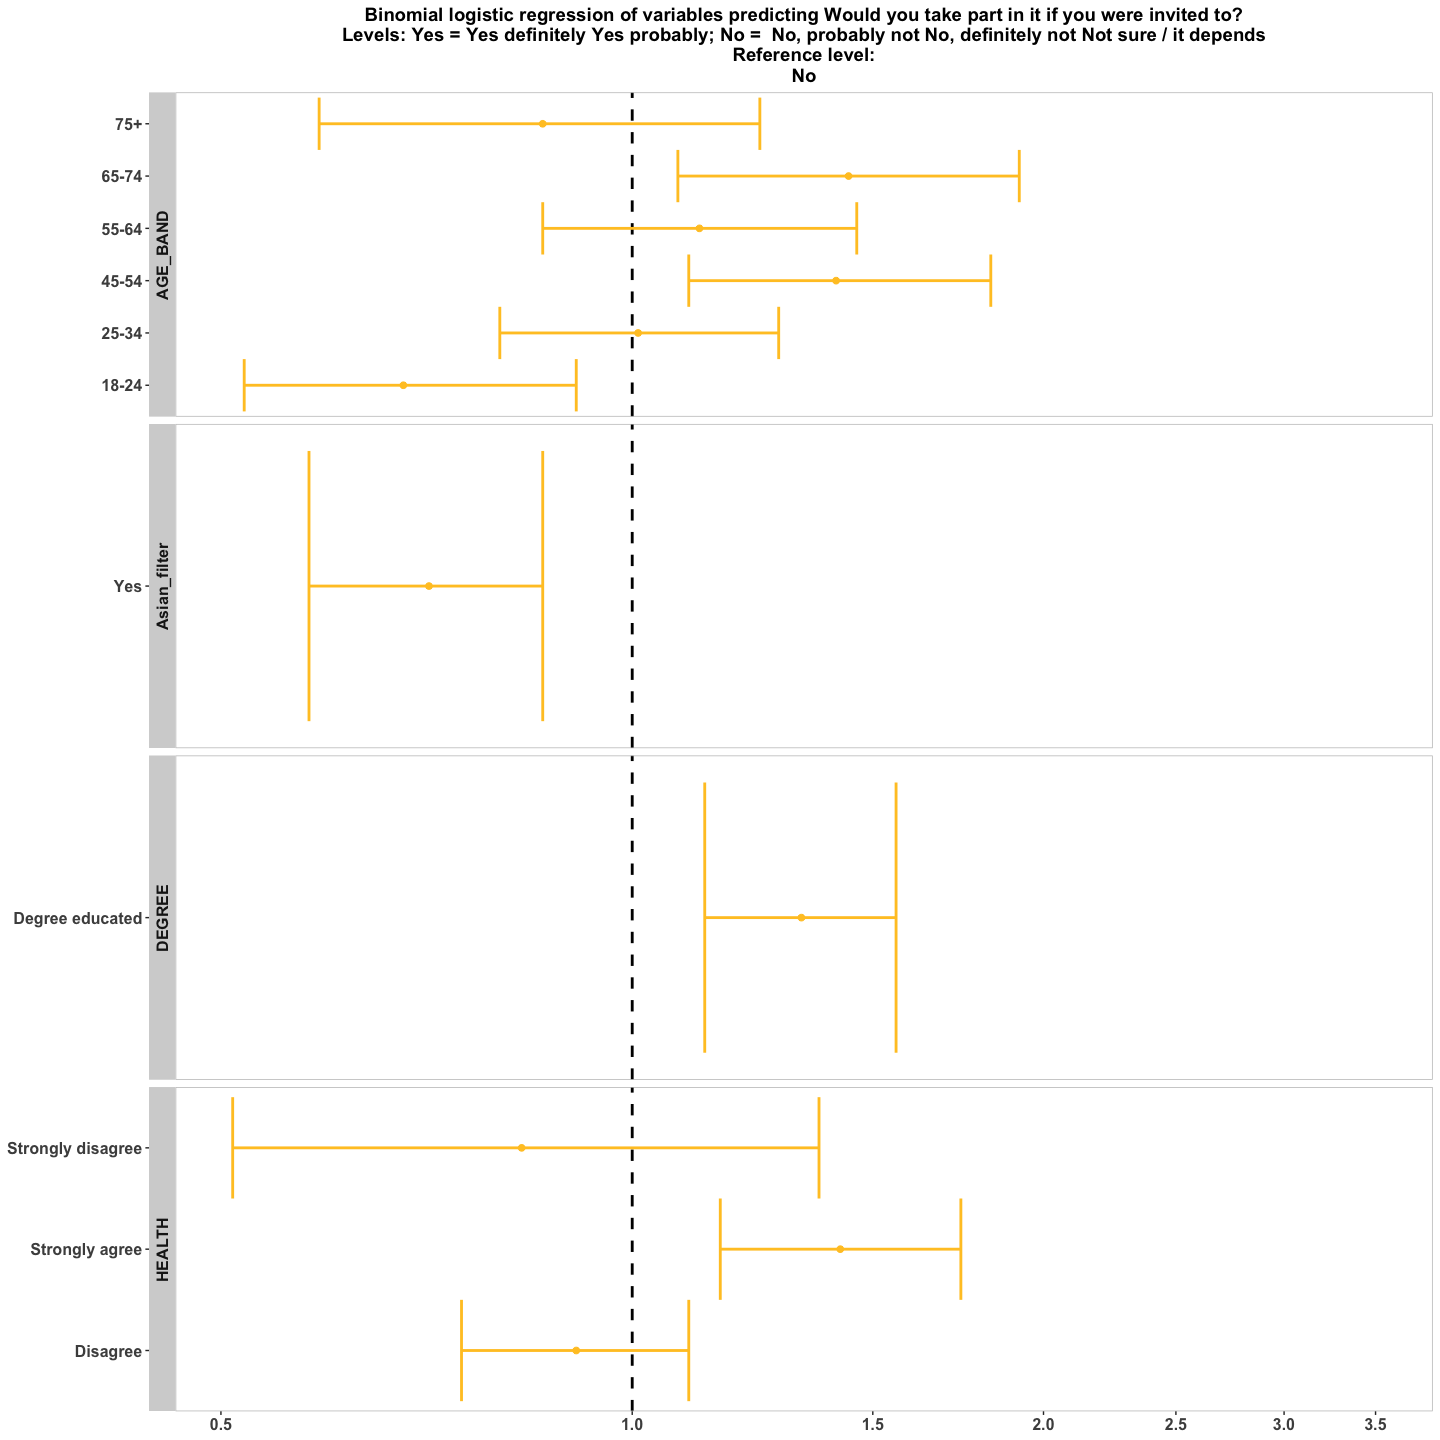 Binomial logistic regression of variables predicting Would you take part in it if you were invited to?
Levels: Yes = Yes definitely Yes probably; No =  No, probably not No, definitely not Not sure / it depends
Reference level:
No
AGE_BAND
75+
65-74
55-64
45-54
25-34
18-24
Asian_filter
Yes
DEGREE
Degree educated
HEALTH
Strongly disagree
Strongly agree
Disagree
0.5 1.0 1.5 2.0 2.5 3.0 3.5